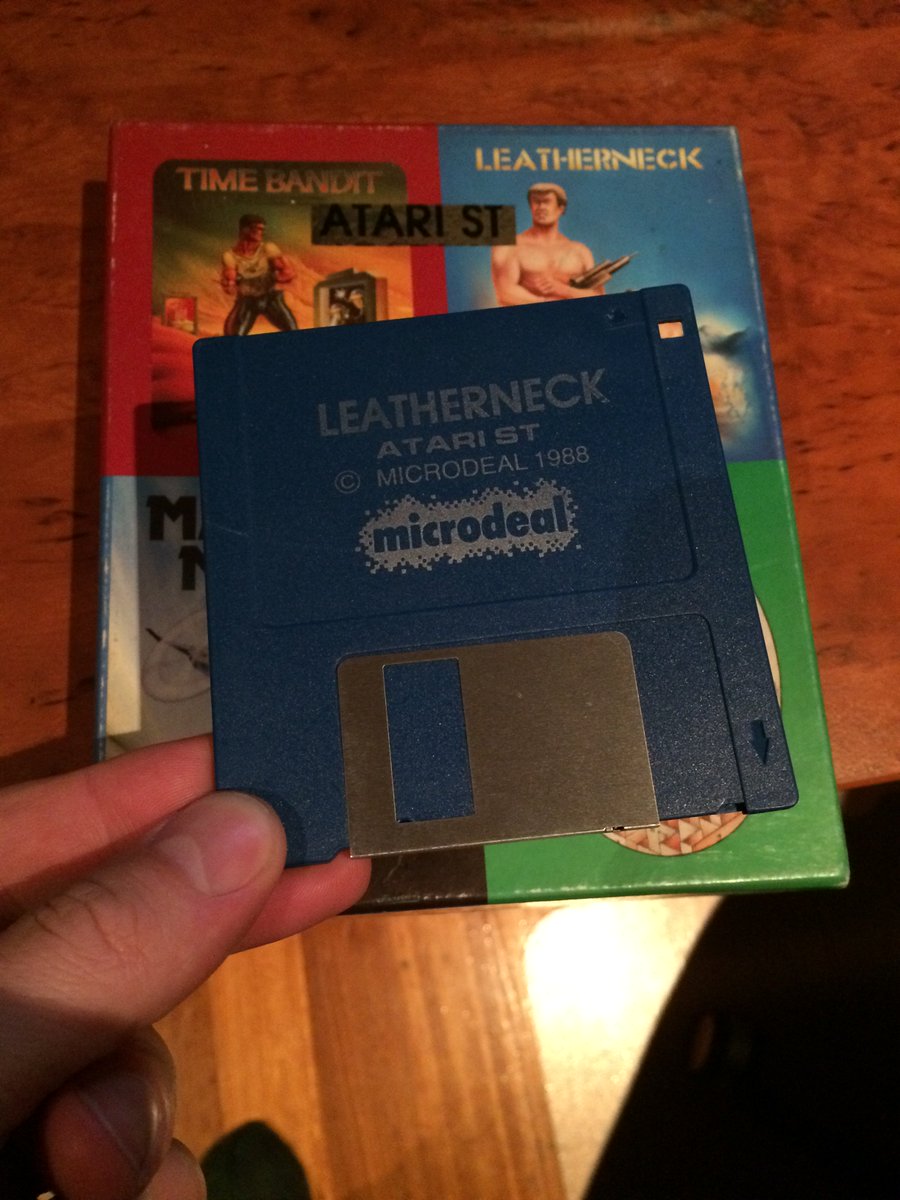 TIME BANDIT
LEATHERNECK
ATARI ST
LEATHERNECK
ATARI ST
© MICRODEAL 1988
microdeal